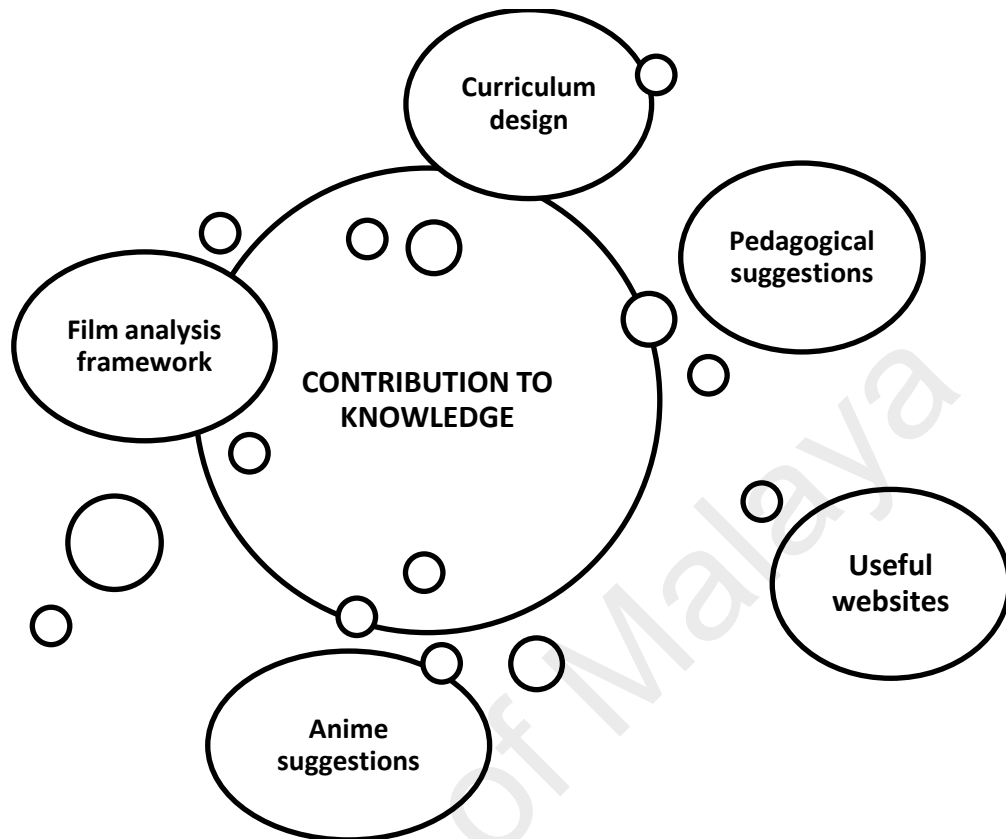 Curriculum
design
Pedagogical
suggestions
Film analysis
framework
CONTRIBUTION TO
KNOWLEDGE
Useful
websites
Anime
suggestions
of Malaya